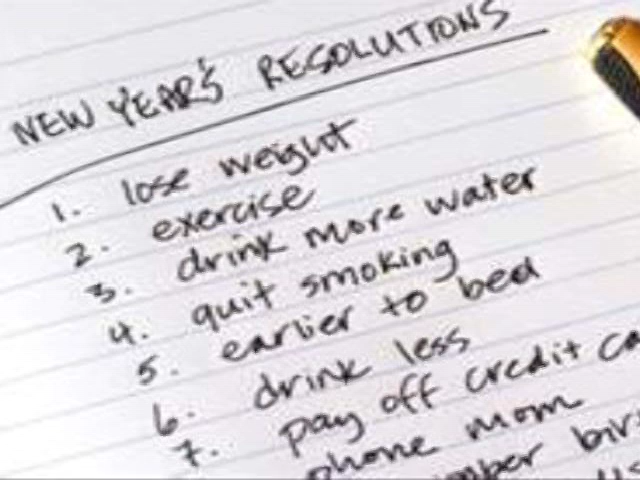 NEW YEAR'S RESOLUTIONS
1. lose weight
2. exercise
3. drink more water
4. quit smoking
5. earlier to bed
6. drink less
7. pay off credit ca
phone mom